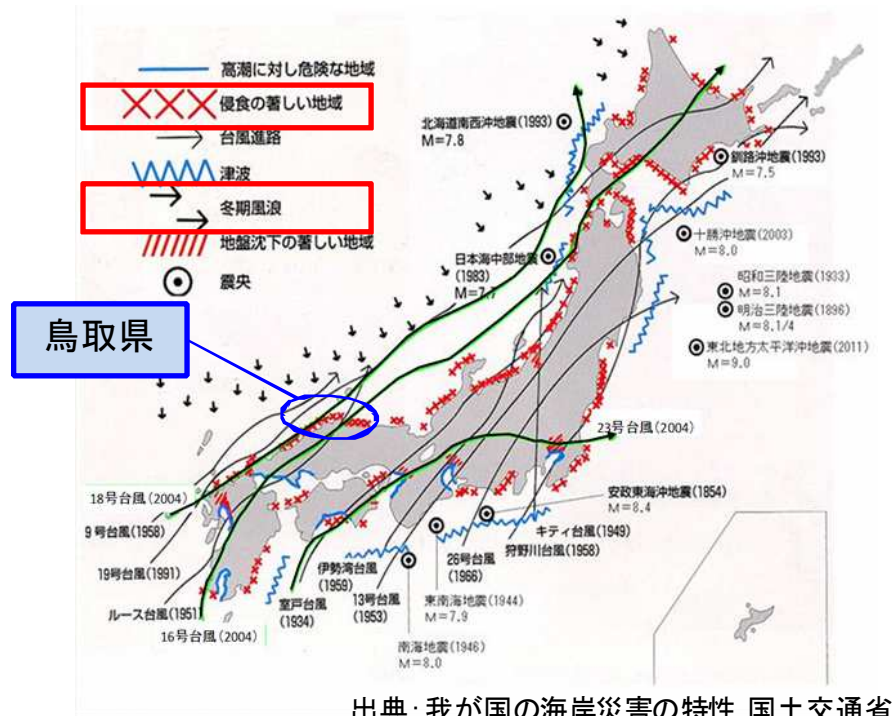 高潮に対し危険な地域
侵食の著しい地域
台風進路
津波
冬期風浪
地盤沈下の著しい地域
震央
鳥取県
北海道南西沖地震(1993)
M=7.8
釧路沖地震(1993)
M=7.5
十勝沖地震(2003)
M=8.0
日本海中部地震
(1983)
M=7.7
昭和三陸地震(1933)
M=8.1
明治三陸地震(1896)
M=8.1/4
東北地方太平洋沖地震(2011)
M=9.0
23号台風(2004)
安政東海沖地震(1854)
M=8.4
18号台風(2004)
9号台風(1958)
19号台風(1991)
ルース台風(1951)
16号台風(2004)
室戸台風
(1934)
伊勢湾台風
(1959)
13号台風
(1953)
26号台風
(1966)
キティ台風(1949)
狩野川台風(1958)
東南海地震(1944)
M=7.9
南海地震(1946)
M=8.0
出典:我が国の海岸災害の特性 国土交通省